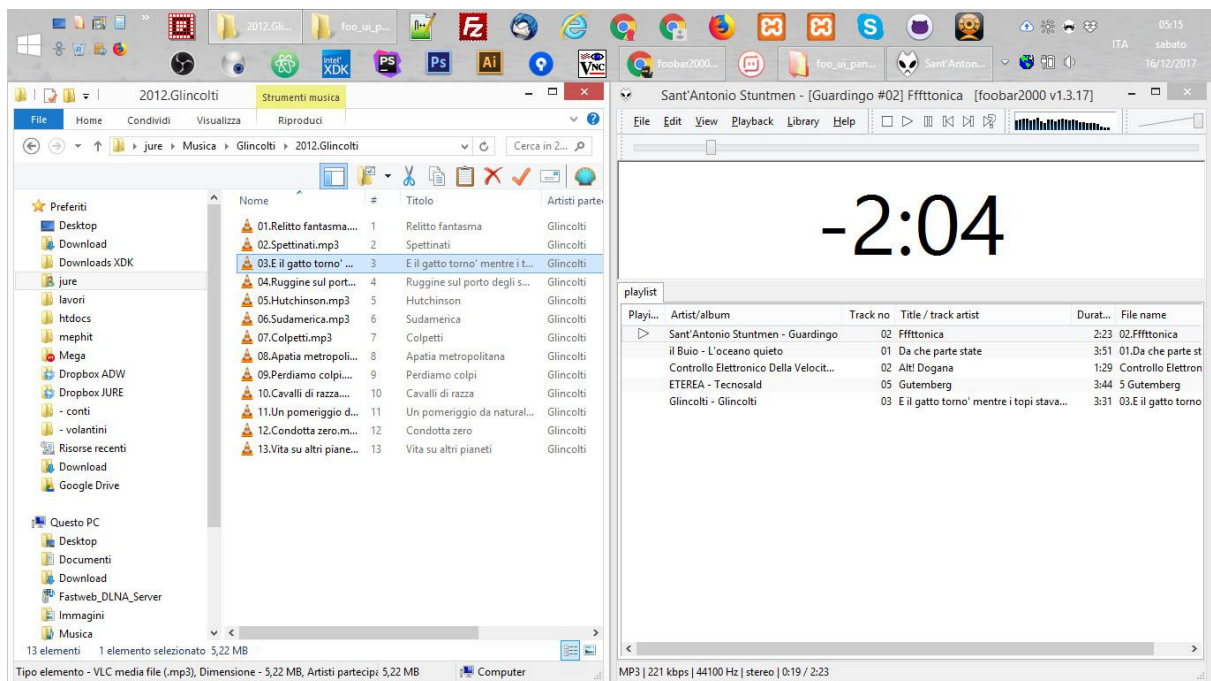 2012.Gli... foo_ui_p... 05:15
ITA sabato
foobar2000... foo_ui_pan... Sant'Anton... 16/12/2017
2012.Glincolti Strumenti musica
File Home Condividi Visualizza Riproduci
jure Musica Glincolti 2012.Glincolti Cerca in 2...
Preferiti
Desktop
Download
Downloads XDK
jure
lavori
htdocs
mephit
Mega
Dropbox ADW
Dropbox JURE
- conti
- volantini
Risorse recenti
Download
Google Drive
Questo PC
Desktop
Documenti
Download
Fastweb_DLNA_Server
Immagini
Musica
Nome # Titolo Artisti parte
01.Relitto fantasma.... 1 Relitto fantasma Glincolti
02.Spettinati.mp3 2 Spettinati Glincolti
03.E il gatto torno' ... 3 E il gatto torno' mentre i t... Glincolti
04.Ruggine sul port... 4 Ruggine sul porto degli s... Glincolti
05.Hutchinson.mp3 5 Hutchinson Glincolti
06.Sudamerica.mp3 6 Sudamerica Glincolti
07.Colpetti.mp3 7 Colpetti Glincolti
08.Apatia metropoli... 8 Apatia metropolitana Glincolti
09.Perdiamo colpi.... 9 Perdiamo colpi Glincolti
10.Cavalli di razza.... 10 Cavalli di razza Glincolti
11.Un pomeriggio d... 11 Un pomeriggio da natural... Glincolti
12.Condotta zero.m... 12 Condotta zero Glincolti
13.Vita su altri piane... 13 Vita su altri pianeti Glincolti
13 elementi 1 elemento selezionato 5,22 MB
Tipo elemento - VLC media file (.mp3), Dimensione - 5,22 MB, Artisti partecipa 5,22 MB Computer
Sant'Antonio Stuntmen - [Guardingo #02] Fffttonica [foobar2000 v1.3.17]
File Edit View Playback Library Help
-2:04
playlist
Playi... Artist/album Track no Title / track artist Durat... File name
Sant'Antonio Stuntmen - Guardingo 02 Fffttonica 2:23 02.Fffttonica
il Buio - L'oceano quieto 01 Da che parte state 3:51 01.Da che parte st
Controllo Elettronico Della Velocit... 02 Alt! Dogana 1:29 Controllo Elettron
ETEREA - Tecnosald 05 Gutemberg 3:44 5 Gutemberg
Glincolti - Glincolti 03 E il gatto torno' mentre i topi stava... 3:31 03.E il gatto torno
MP3 | 221 kbps | 44100 Hz | stereo | 0:19 / 2:23